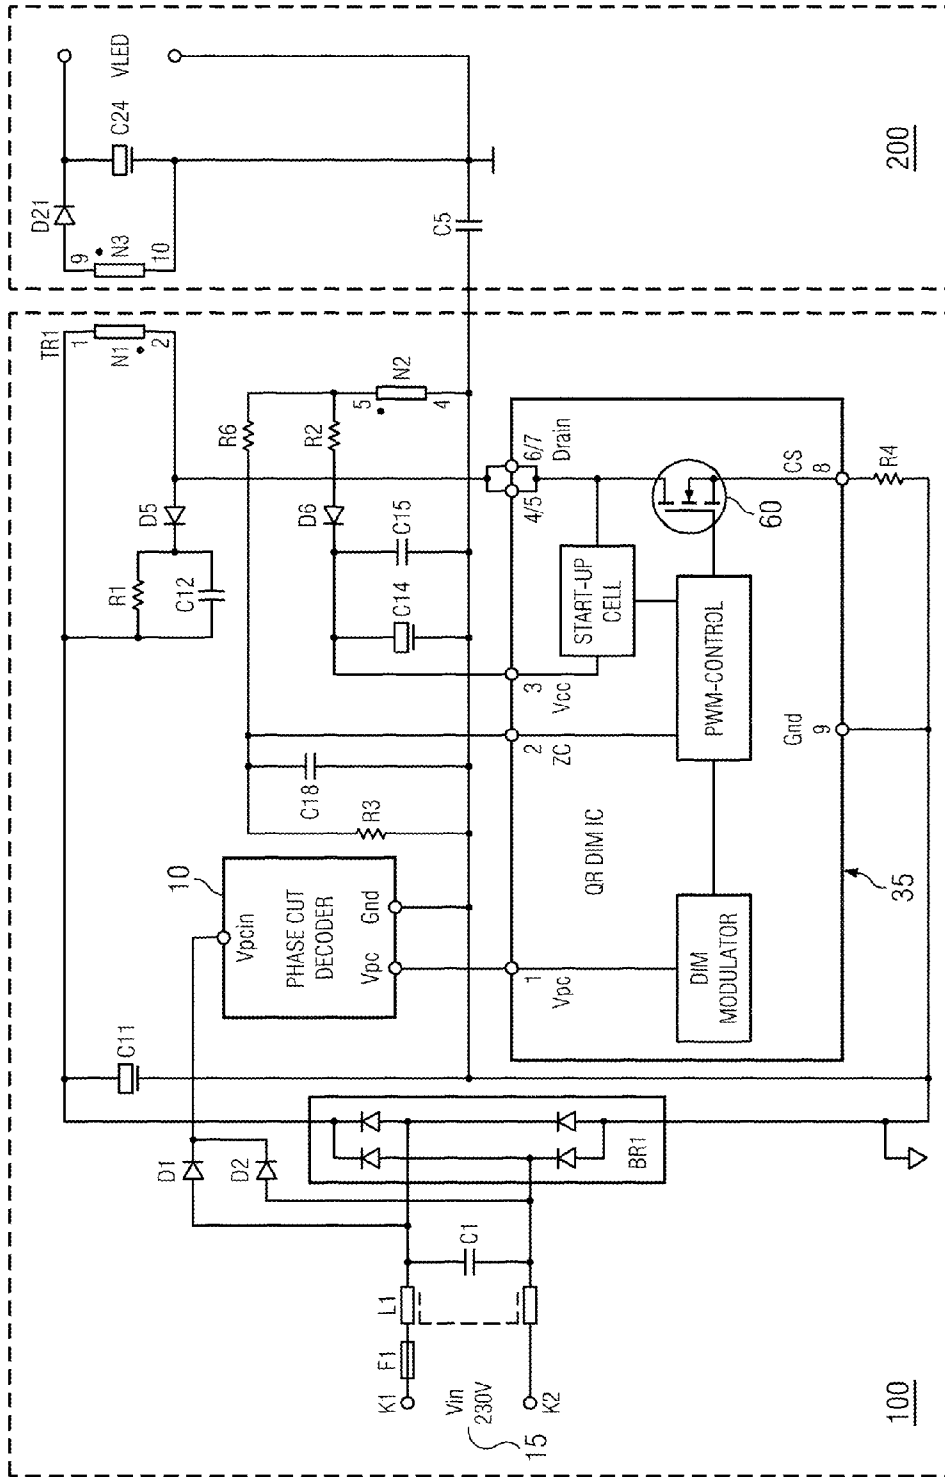 100
200
Vin
230V
15
K1
K2
F1
L1
C1
D1
D2
BR1
C11
10
Vpcin
PHASE CUT
DECODER
Vpc
Gnd
R3
C18
R1
C12
D5
TR1
1
N1
2
R6
R2
D6
C14
C15
5
N2
4
C5
9
N3
10
D21
C24
VLED
1
Vpc
2
ZC
3
Vcc
4/5
6/7
Drain
QR DIM IC
DIM
MODULATOR
PWM-CONTROL
START-UP
CELL
60
CS
8
R4
Gnd
9
35